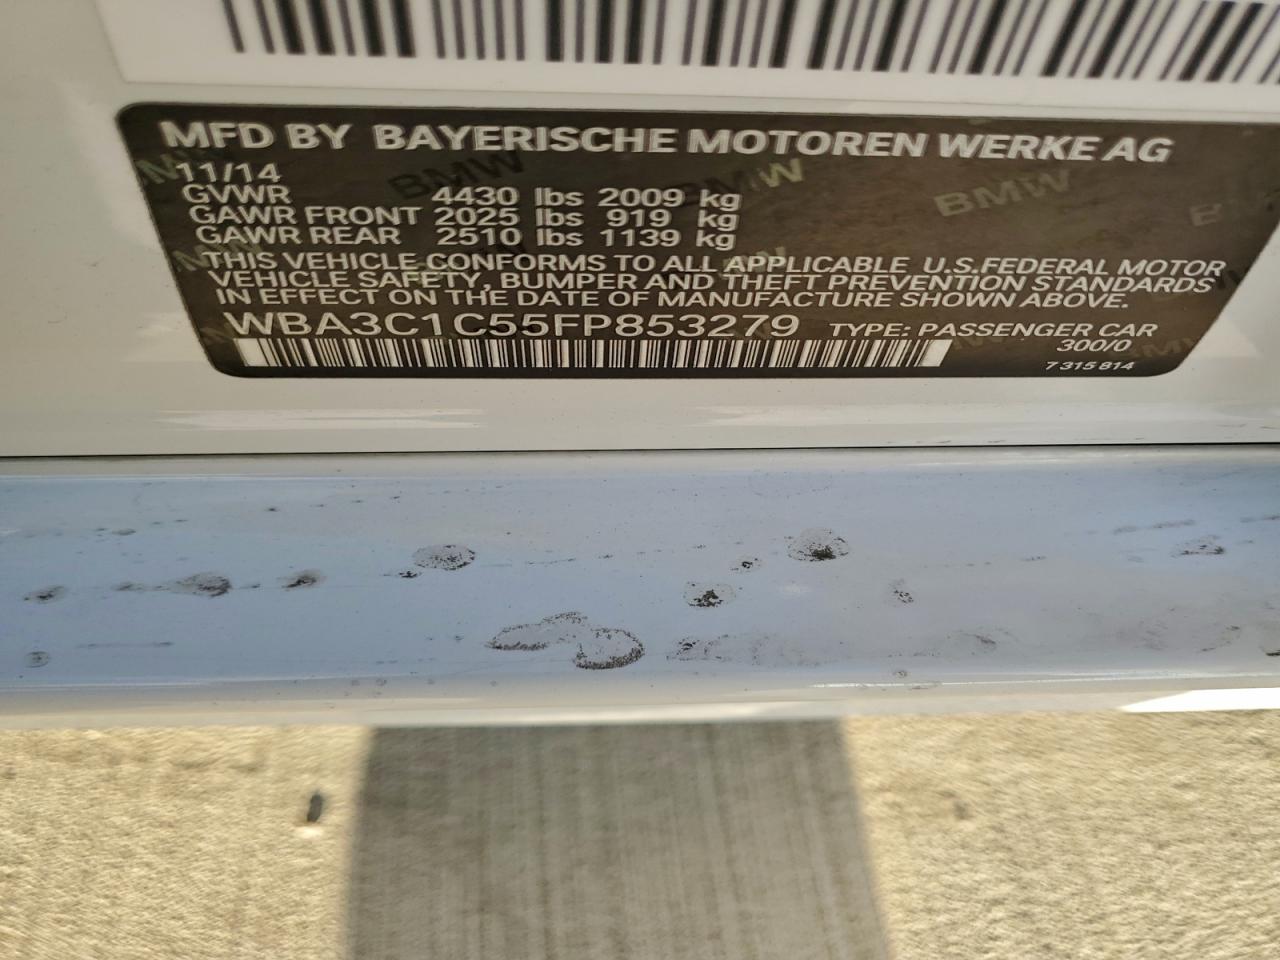 MFD BY BAYERISCHE MOTOREN WERKE AG
11/14
GVWR 4430 lbs 2009 kg
GAWR FRONT 2025 lbs 919 kg
GAWR REAR 2510 lbs 1139 kg
THIS VEHICLE CONFORMS TO ALL APPLICABLE U.S.FEDERAL MOTOR
VEHICLE SAFETY, BUMPER AND THEFT PREVENTION STANDARDS
IN EFFECT ON THE DATE OF MANUFACTURE SHOWN ABOVE.
WBA3C1C55FP853279 TYPE: PASSENGER CAR
300/0
7 315 814